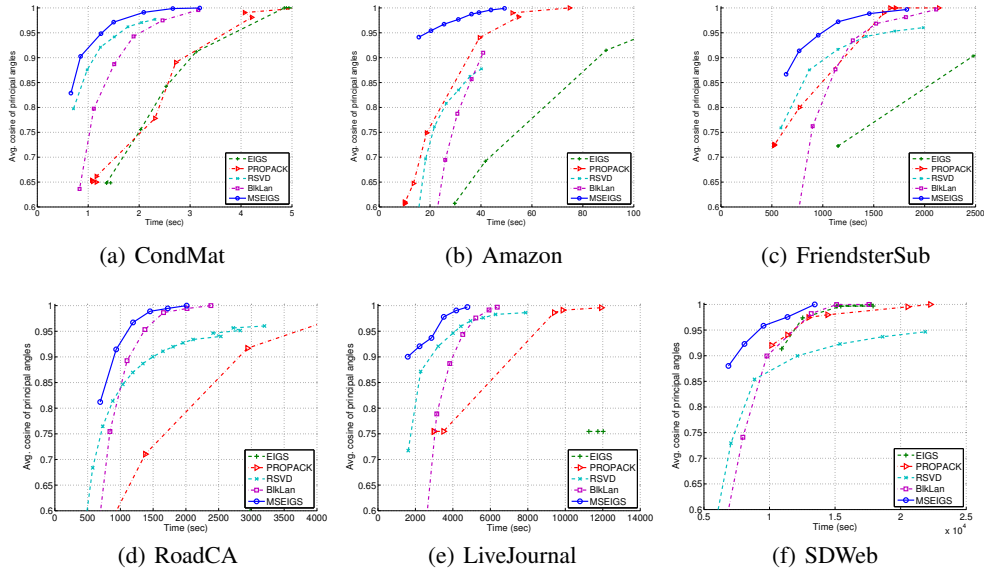 1
0.95
0.9
0.85
0.8
0.75
0.7
0.65
0.6
Avg. cosine of principal angles
0 1 2 3 4 5
Time (sec)
EIGS
PROPACK
RSVD
BlkLan
MSEIGS
(a) CondMat
1
0.95
0.9
0.85
0.8
0.75
0.7
0.65
0.6
Avg. cosine of principal angles
0 20 40 60 80 100
Time (sec)
EIGS
PROPACK
RSVD
BlkLan
MSEIGS
(b) Amazon
1
0.95
0.9
0.85
0.8
0.75
0.7
0.65
0.6
Avg. cosine of principal angles
0 500 1000 1500 2000 2500
Time (sec)
EIGS
PROPACK
RSVD
BlkLan
MSEIGS
(c) FriendsterSub
1
0.95
0.9
0.85
0.8
0.75
0.7
0.65
0.6
Avg. cosine of principal angles
0 500 1000 1500 2000 2500 3000 3500 4000
Time (sec)
EIGS
PROPACK
RSVD
BlkLan
MSEIGS
(d) RoadCA
1
0.95
0.9
0.85
0.8
0.75
0.7
0.65
0.6
Avg. cosine of principal angles
0 2000 4000 6000 8000 10000 12000 14000
Time (sec)
EIGS
PROPACK
RSVD
BlkLan
MSEIGS
(e) LiveJournal
1
0.95
0.9
0.85
0.8
0.75
0.7
0.65
0.6
Avg. cosine of principal angles
0.5 1 1.5 2 2.5
x 10⁴
Time (sec)
EIGS
PROPACK
RSVD
BlkLan
MSEIGS
(f) SDWeb